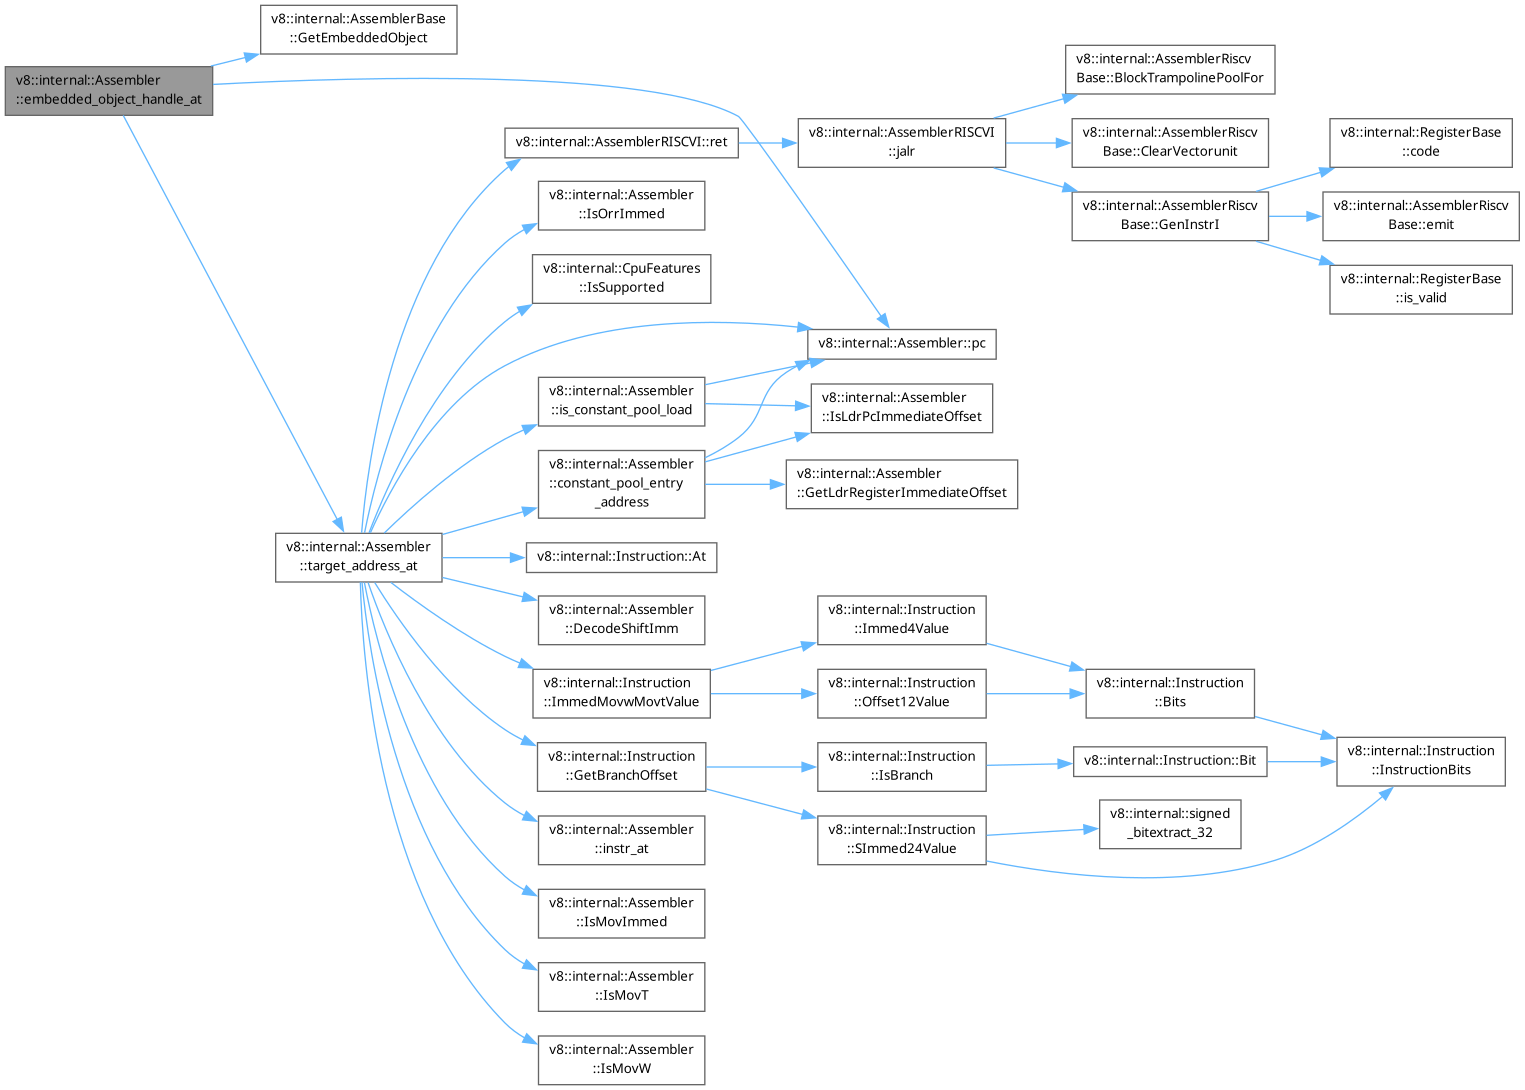 v8::internal::AssemblerBase
::GetEmbeddedObject
v8::internal::Assembler
::embedded_object_handle_at
v8::internal::AssemblerRiscv
Base::BlockTrampolinePoolFor
v8::internal::AssemblerRISCVI::ret
v8::internal::AssemblerRISCVI
::jalr
v8::internal::AssemblerRiscv
Base::ClearVectorunit
v8::internal::RegisterBase
::code
v8::internal::Assembler
::IsOrrImmed
v8::internal::AssemblerRiscv
Base::GenInstrI
v8::internal::AssemblerRiscv
Base::emit
v8::internal::CpuFeatures
::IsSupported
v8::internal::RegisterBase
::is_valid
v8::internal::Assembler::pc
v8::internal::Assembler
::is_constant_pool_load
v8::internal::Assembler
::IsLdrPcImmediateOffset
v8::internal::Assembler
::constant_pool_entry
_address
v8::internal::Assembler
::GetLdrRegisterImmediateOffset
v8::internal::Assembler
::target_address_at
v8::internal::Instruction::At
v8::internal::Assembler
::DecodeShiftImm
v8::internal::Instruction
::Immed4Value
v8::internal::Instruction
::ImmedMovwMovtValue
v8::internal::Instruction
::Offset12Value
v8::internal::Instruction
::Bits
v8::internal::Instruction
::GetBranchOffset
v8::internal::Instruction
::IsBranch
v8::internal::Instruction::Bit
v8::internal::Instruction
::InstructionBits
v8::internal::Assembler
::instr_at
v8::internal::Instruction
::SImmed24Value
v8::internal::signed
_bitextract_32
v8::internal::Assembler
::IsMovImmed
v8::internal::Assembler
::IsMovT
v8::internal::Assembler
::IsMovW